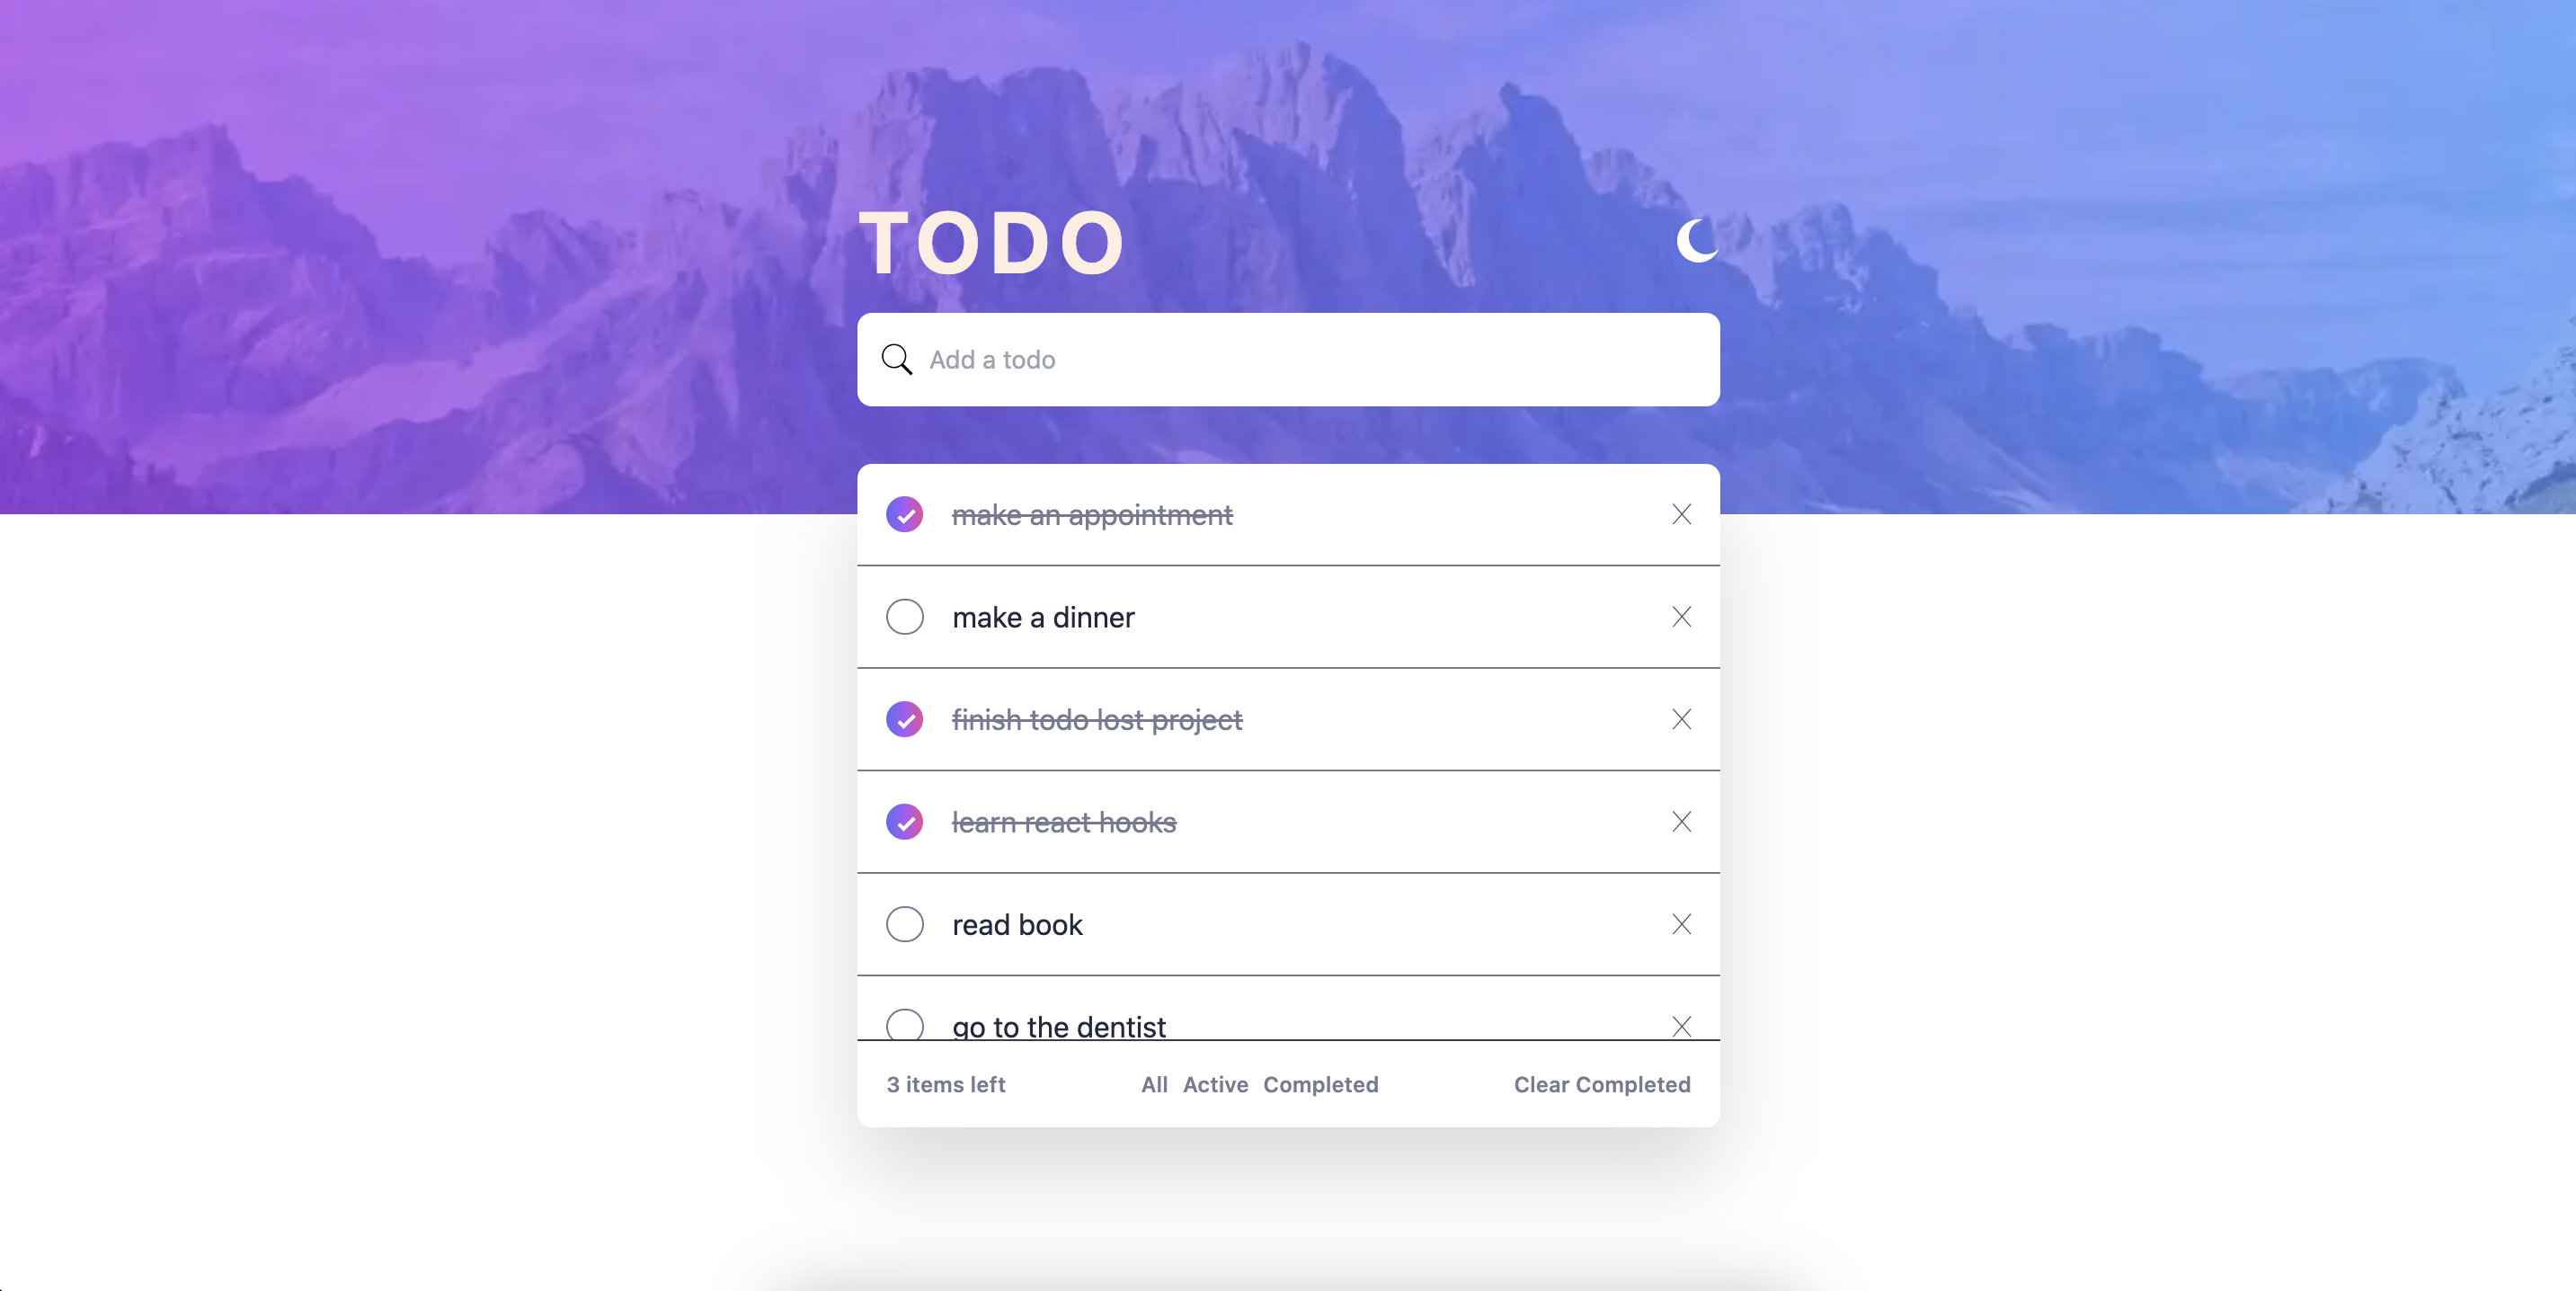 TODO
Add a todo
make an appointment
make a dinner
finish todo lost project
learn react hooks
read book
go to the dentist
3 items left All Active Completed Clear Completed